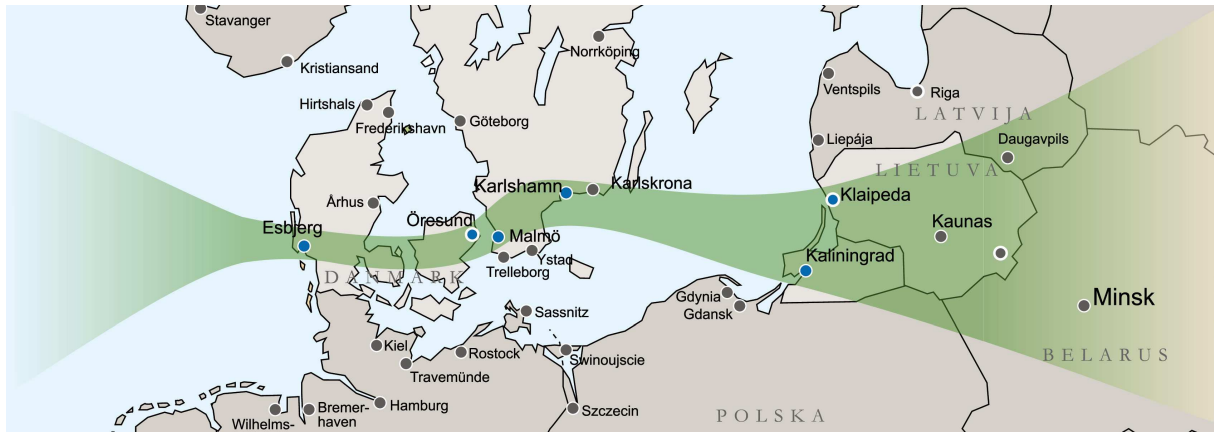 Stavanger
Norrköping
Kristiansand
Ventspils
Riga
Hirtshals
Frederikshavn
Göteborg
LATVIJA
Liepája
Daugavpils
LIETUVA
Karlshamn
Karlskrona
Klaipeda
Århus
Öresund
Kaunas
Esbjerg
Malmö
Ystad
Kaliningrad
Trelleborg
DANMARK
Gdynia
Minsk
Gdansk
Sassnitz
Kiel
Rostock
Swinoujscie
BELARUS
Travemünde
Hamburg
Bremer-
haven
Szczecin
POLSKA
Wilhelms-